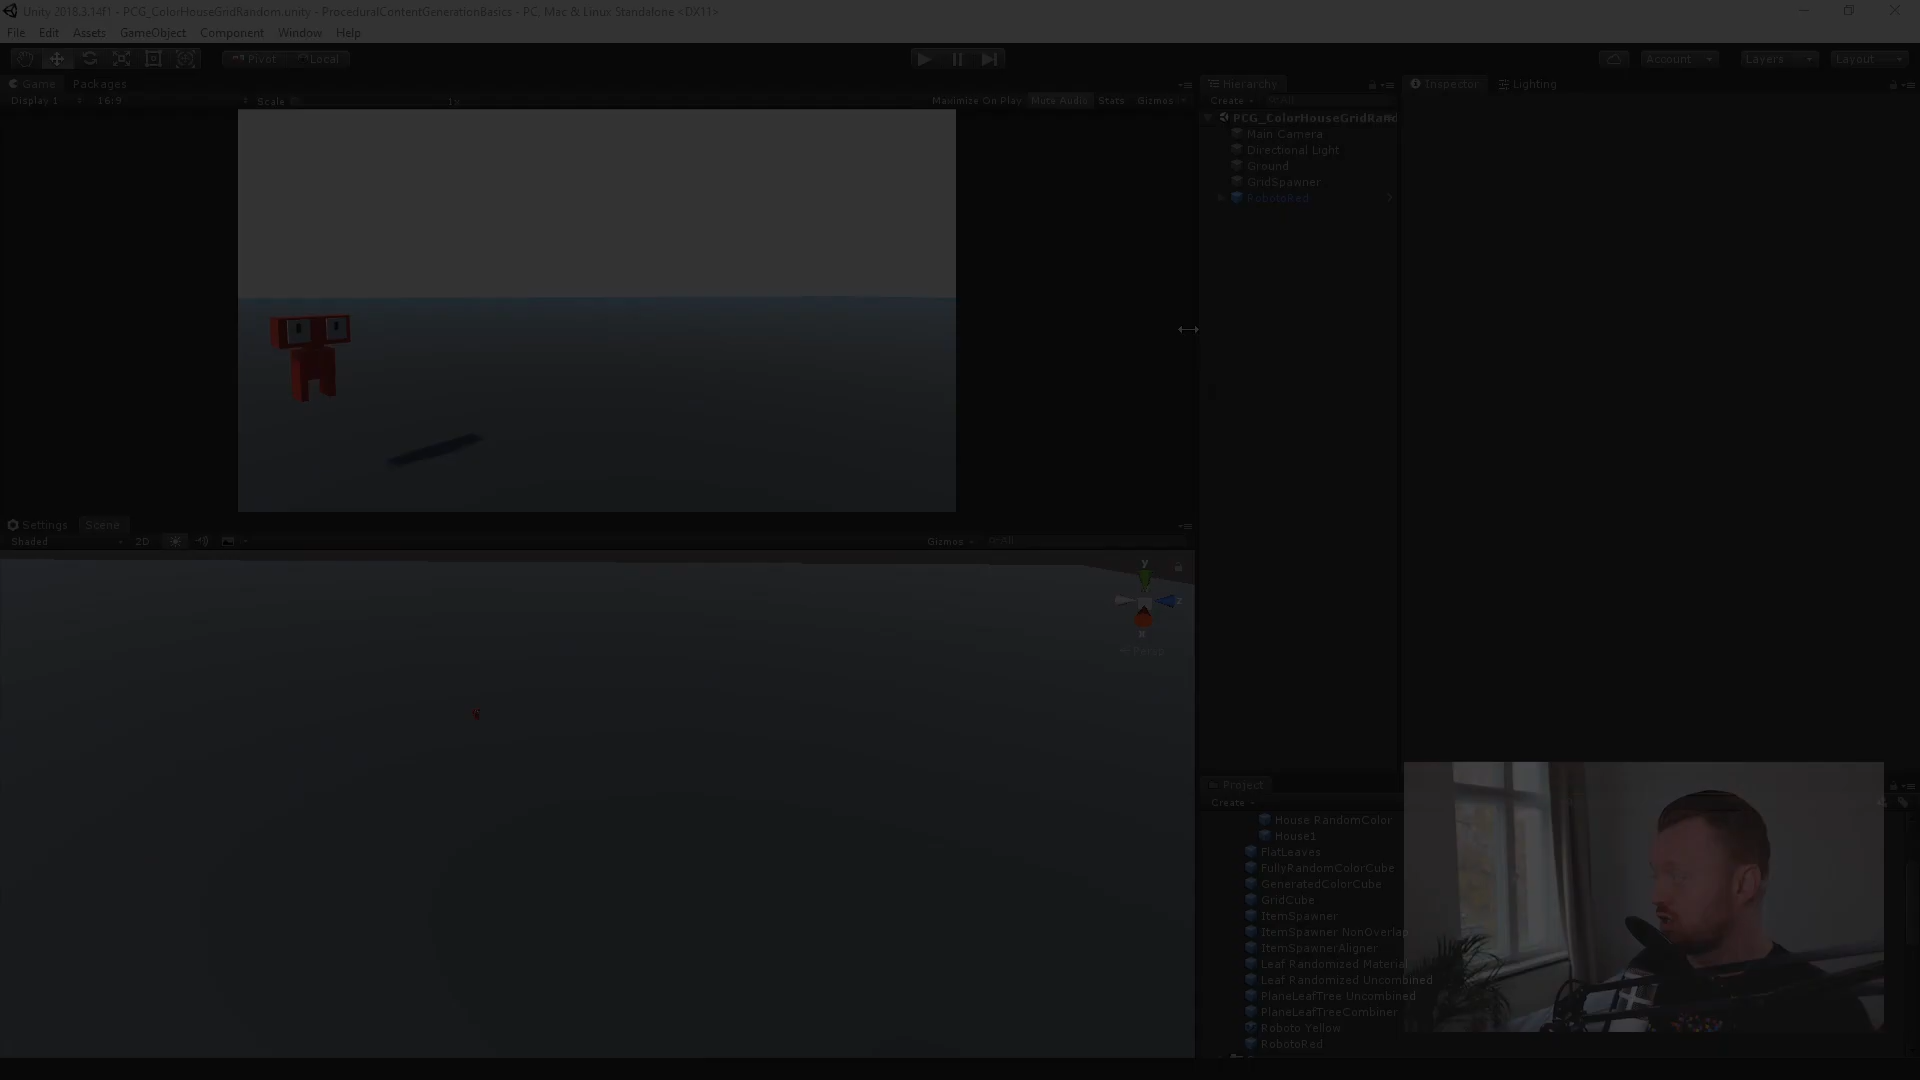 Unity 2018.3.14f1 - PCG_ColorHouseGridRandom.unity - ProceduralContentGenerationBasics - PC, Mac & Linux Standalone <DX11>
File Edit Assets GameObject Component Window Help
Pivot Local
Account Layers Layout
Game Packages
Display 1 16:9 Scale 1x Maximize On Play Mute Audio Stats Gizmos
Hierarchy
Create All
PCG_ColorHouseGridRand
Main Camera
Directional Light
Ground
GridSpawner
RobotoRed
Inspector Lighting
Settings Scene
Shaded 2D Gizmos All
y
z
Persp
Project
Create
House RandomColor
House1
FlatLeaves
FullyRandomColorCube
GeneratedColorCube
GridCube
ItemSpawner
ItemSpawner NonOverlap
ItemSpawnerAligner
Leaf Randomized Material
Leaf Randomized Uncombined
PlaneLeafTree Uncombined
PlaneLeafTreeCombiner
Roboto Yellow
RobotoRed